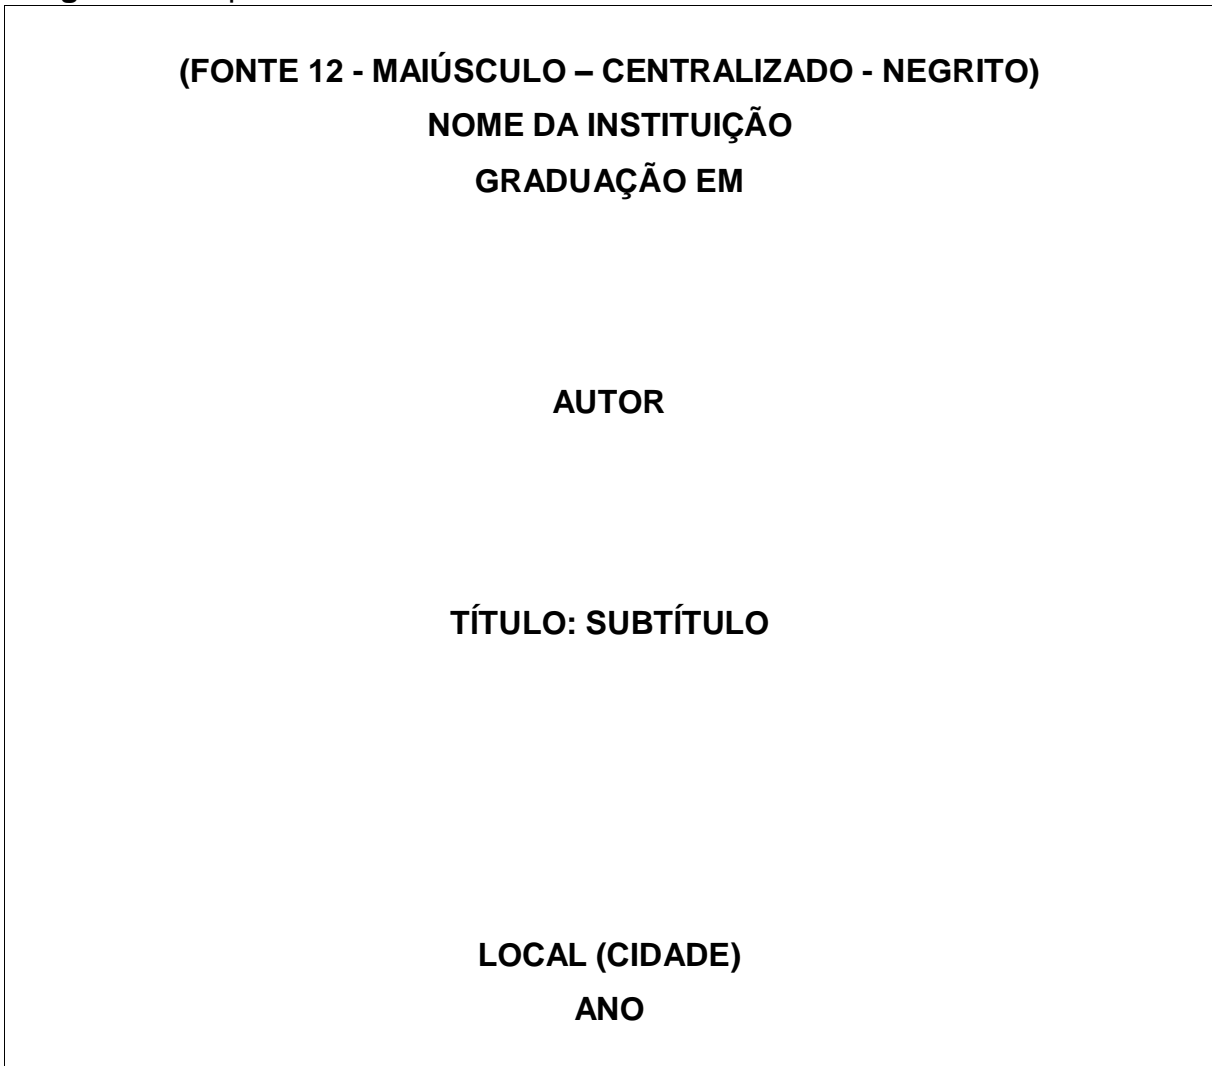 (FONTE 12 - MAIÚSCULO – CENTRALIZADO - NEGRITO)
NOME DA INSTITUIÇÃO
GRADUAÇÃO EM
AUTOR
TÍTULO: SUBTÍTULO
LOCAL (CIDADE)
ANO